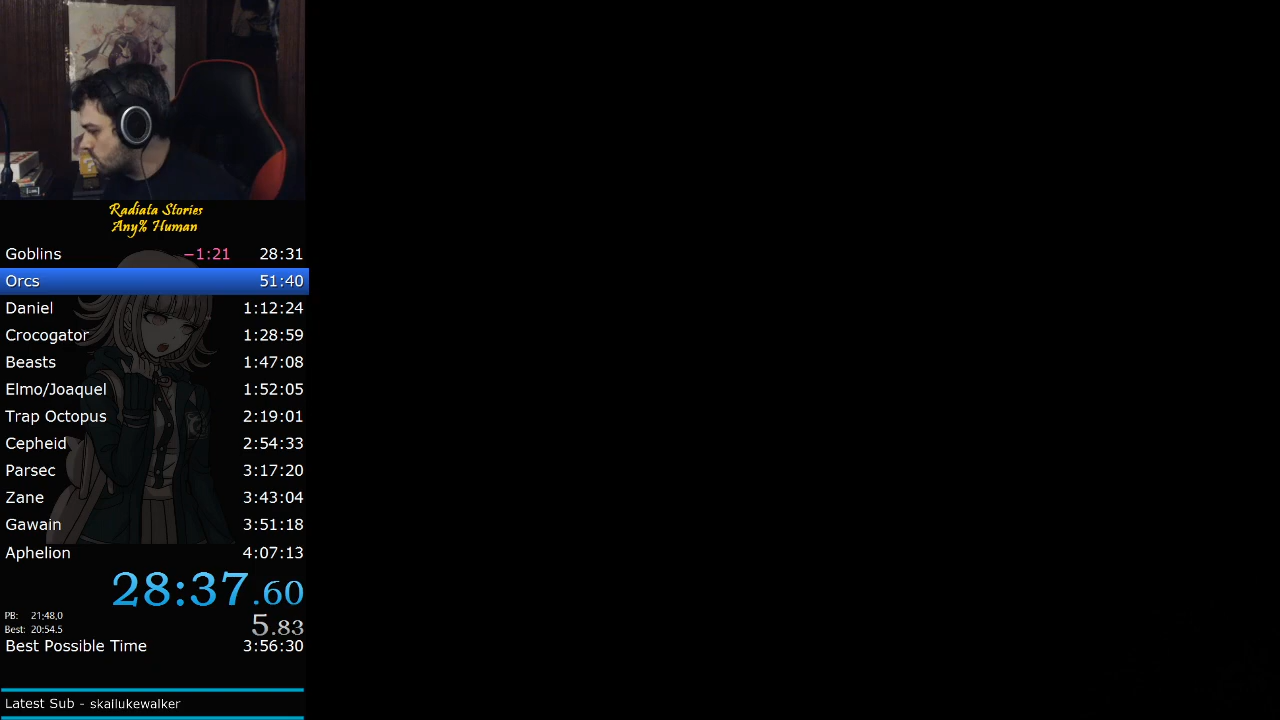 Radiata Stories
Any% Human
Goblins −1:21 28:31
Orcs 51:40
Daniel 1:12:24
Crocogator 1:28:59
Beasts 1:47:08
Elmo/Joaquel 1:52:05
Trap Octopus 2:19:01
Cepheid 2:54:33
Parsec 3:17:20
Zane 3:43:04
Gawain 3:51:18
Aphelion 4:07:13
28:37.60
PB: 21:48,0
Best: 20:54.5
5.83
Best Possible Time 3:56:30
Latest Sub - skallukewalker